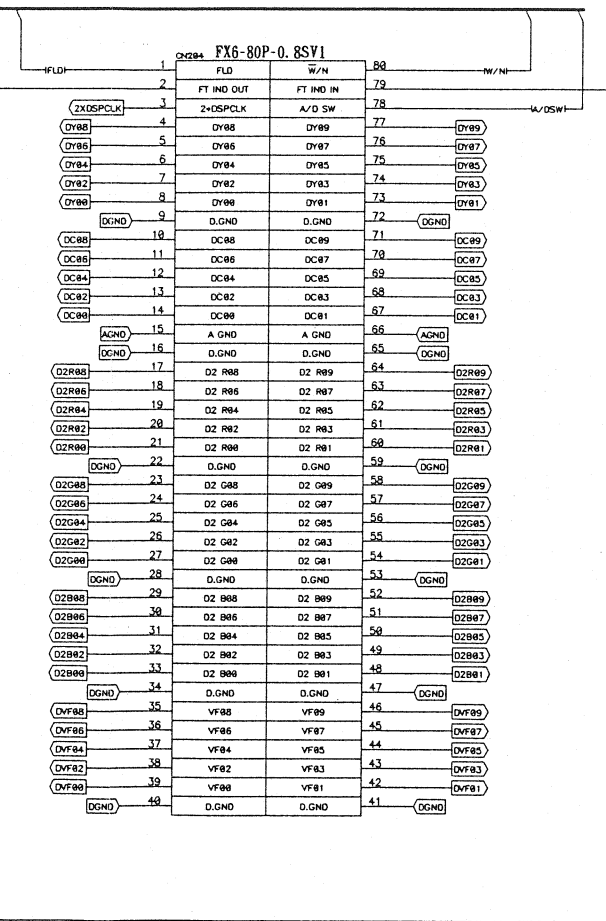 CN204 FX6-80P-0.8SV1
FLD 1 FLD W/N 80 W/N
2 FT IND OUT FT IND IN 79
2XDSPCLK 3 2*DSPCLK A/D SW 78 A/DSW
DY08 4 DY08 DY09 77 DY09
DY06 5 DY06 DY07 76 DY07
DY04 6 DY04 DY05 75 DY05
DY02 7 DY02 DY03 74 DY03
DY00 8 DY00 DY01 73 DY01
DGND 9 D.GND D.GND 72 DGND
DC08 10 DC08 DC09 71 DC09
DC06 11 DC06 DC07 70 DC07
DC04 12 DC04 DC05 69 DC05
DC02 13 DC02 DC03 68 DC03
DC00 14 DC00 DC01 67 DC01
AGND 15 A GND A GND 66 AGND
DGND 16 D.GND D.GND 65 DGND
D2R08 17 D2 R08 D2 R09 64 D2R09
D2R06 18 D2 R06 D2 R07 63 D2R07
D2R04 19 D2 R04 D2 R05 62 D2R05
D2R02 20 D2 R02 D2 R03 61 D2R03
D2R00 21 D2 R00 D2 R01 60 D2R01
DGND 22 D.GND D.GND 59 DGND
D2G08 23 D2 G08 D2 G09 58 D2G09
D2G06 24 D2 G06 D2 G07 57 D2G07
D2G04 25 D2 G04 D2 G05 56 D2G05
D2G02 26 D2 G02 D2 G03 55 D2G03
D2G00 27 D2 G00 D2 G01 54 D2G01
DGND 28 D.GND D.GND 53 DGND
D2B08 29 D2 B08 D2 B09 52 D2B09
D2B06 30 D2 B06 D2 B07 51 D2B07
D2B04 31 D2 B04 D2 B05 50 D2B05
D2B02 32 D2 B02 D2 B03 49 D2B03
D2B00 33 D2 B00 D2 B01 48 D2B01
DGND 34 D.GND D.GND 47 DGND
DVF08 35 VF08 VF09 46 DVF09
DVF06 36 VF06 VF07 45 DVF07
DVF04 37 VF04 VF05 44 DVF05
DVF02 38 VF02 VF03 43 DVF03
DVF00 39 VF00 VF01 42 DVF01
DGND 40 D.GND D.GND 41 DGND